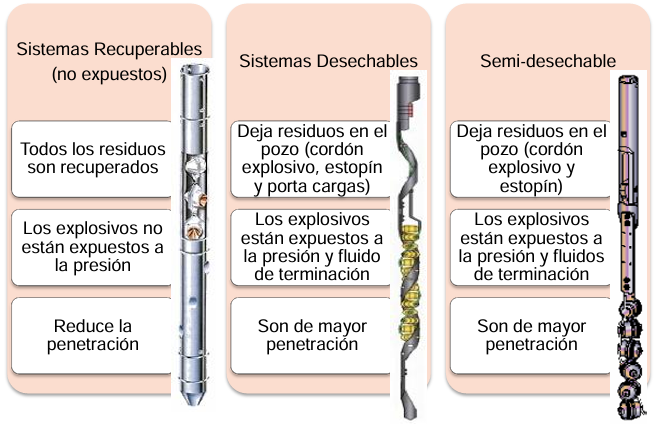 Sistemas Recuperables
(no expuestos)
Todos los residuos
son recuperados
Los explosivos no
están expuestos a
la presión
Reduce la
penetración
Sistemas Desechables
Deja residuos en el
pozo (cordón
explosivo, estopín
y porta cargas)
Los explosivos
están expuestos a
la presión y fluido
de terminación
Son de mayor
penetración
Semi-desechable
Deja residuos en el
pozo (cordón
explosivo y
estopín)
Los explosivos
están expuestos a
la presión y fluidos
de terminación
Son de mayor
penetración